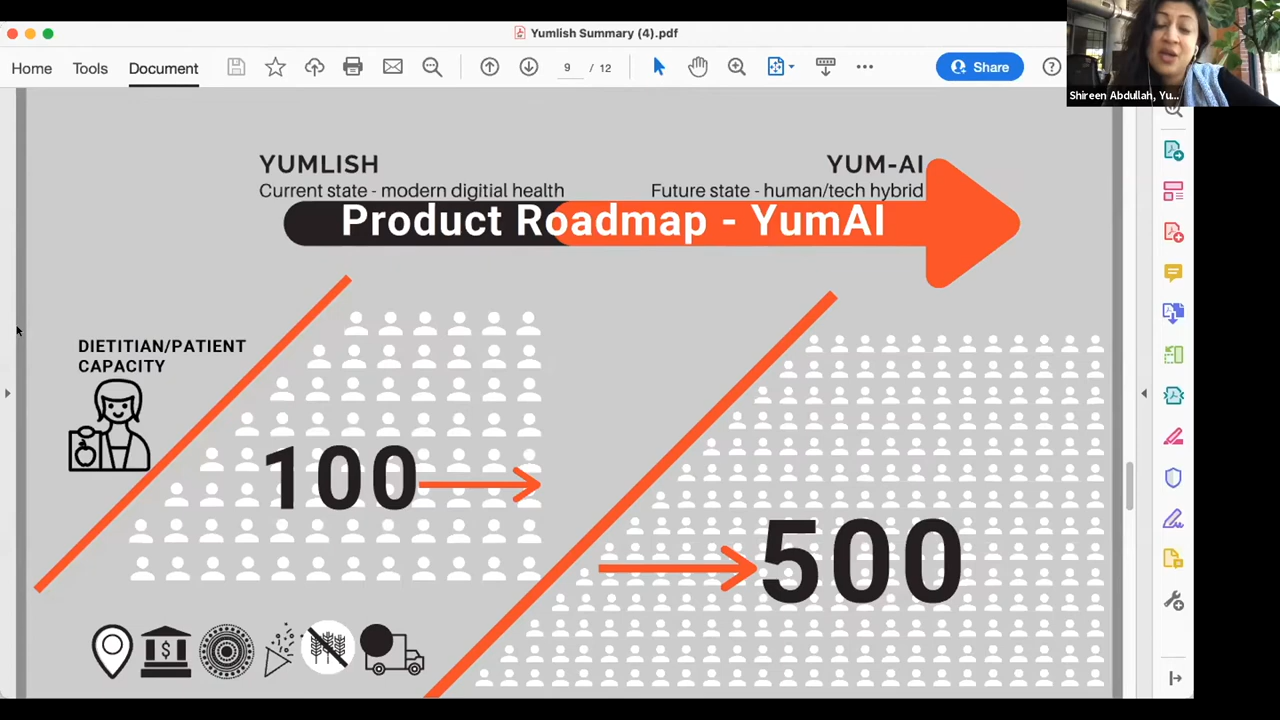 Yumlish Summary (4).pdf
Home
Tools
Document
9 / 12
Share
Shireen Abdullah, Yu...
YUMLISH
Current state - modern digitial health
YUM-AI
Future state - human/tech hybrid
Product Roadmap - YumAI
DIETITIAN/PATIENT
CAPACITY
100
500
$